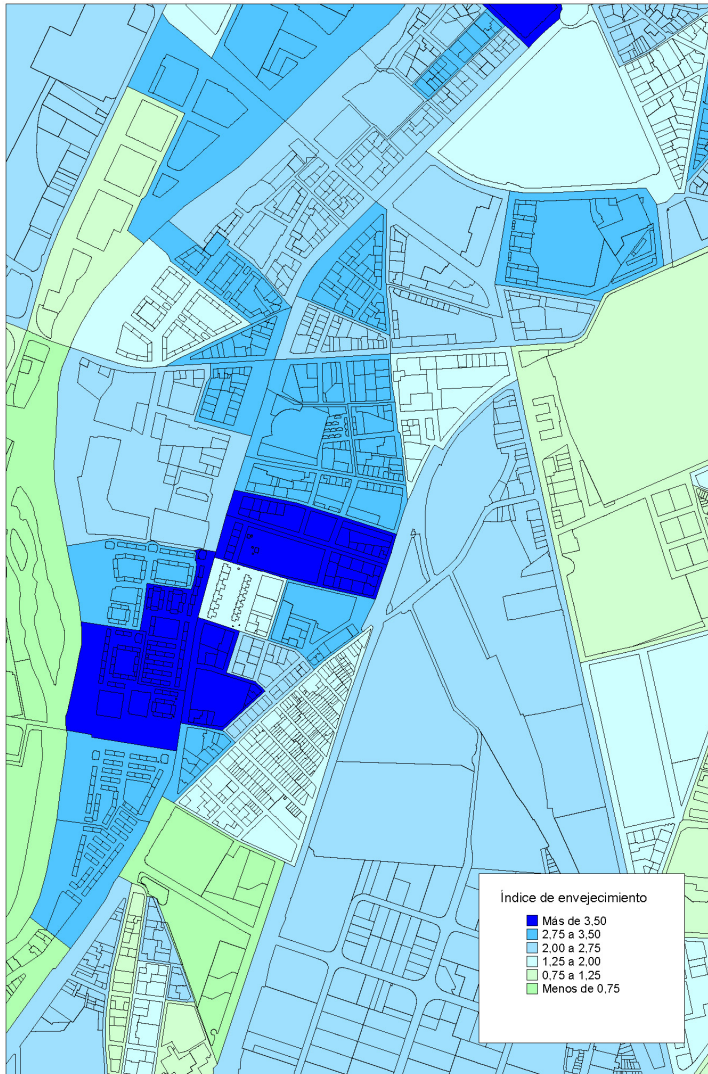 Índice de envejecimiento
Más de 3,50
2,75 a 3,50
2,00 a 2,75
1,25 a 2,00
0,75 a 1,25
Menos de 0,75